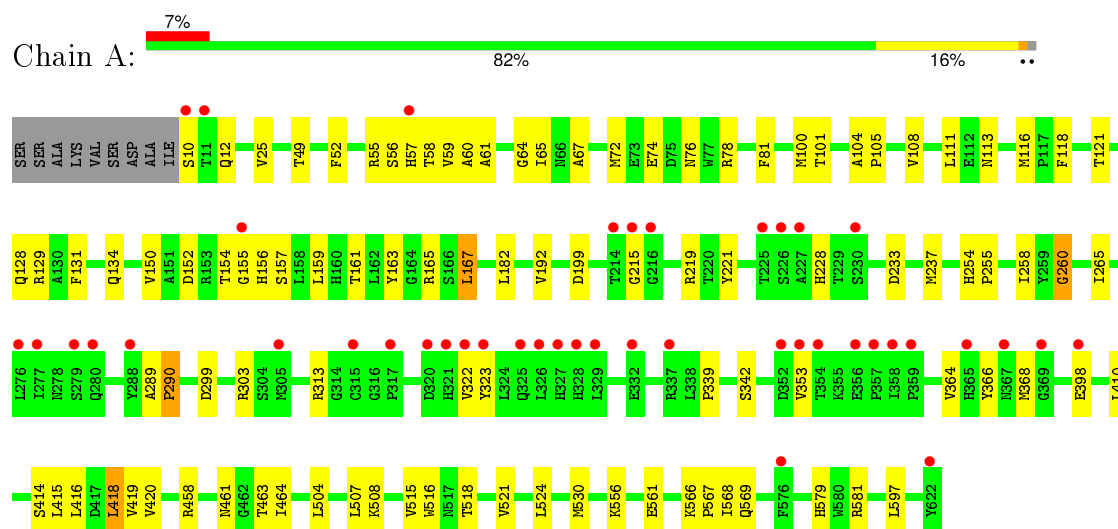 7%
Chain A:
82% 16% ••
SER SER ALA LYS VAL SER ASP ALA ILE S10 T11 Q12 V25 T49 F52 R55 S56 H57 T58 V59 A60 A61 G64 I65 N66 A67 M72 E73 E74 D75 N76 W77 R78 F81 M100 T101 A104 P105 V108 L111 E112 N113 M116 P117 F118 T121
Q128 R129 A130 F131 Q134 V150 A151 D152 R153 T154 G155 H156 S157 L158 L159 H160 T161 L162 Y163 G164 R165 S166 L167 L182 V192 D199 T214 G215 G216 R219 T220 Y221 T225 S226 A227 H228 T229 S230 D233 M237 H254 P255 I258 Y259 G260 I265
L276 I277 N278 S279 Q280 Y288 A289 P290 D299 R303 S304 M305 R313 G314 C315 G316 P317 D320 H321 V322 Y323 L324 Q325 L326 H327 H328 L329 E332 R337 L338 P339 S342 D352 V353 T354 K355 E356 P357 I358 P359 V364 H365 Y366 N367 M368 G369 E398 L410
S414 L415 L416 D417 L418 V419 V420 R458 N461 G462 T463 I464 L504 L507 K508 V515 W516 N517 T518 V521 L524 M530 K556 E561 K566 P567 I568 Q569 F576 H579 W580 R581 L597 Y622